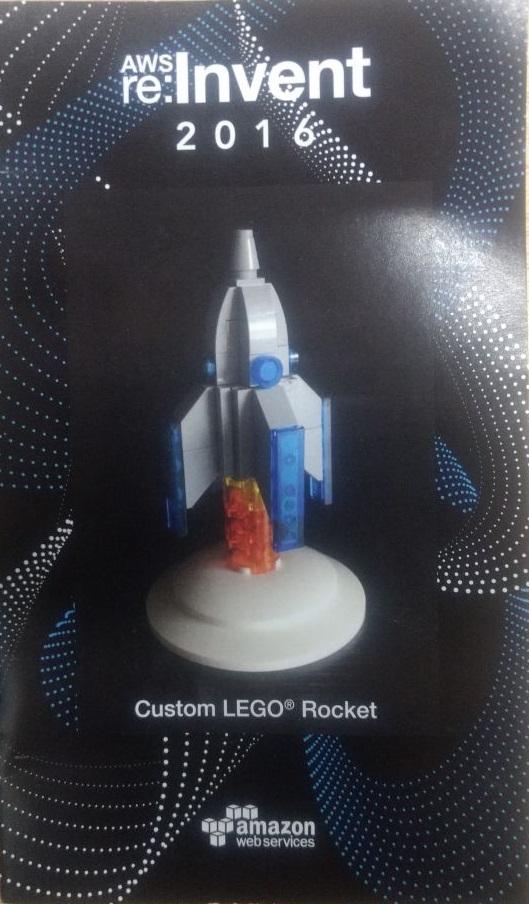 AWS
re:Invent
2016
Custom LEGO® Rocket
amazon
web services